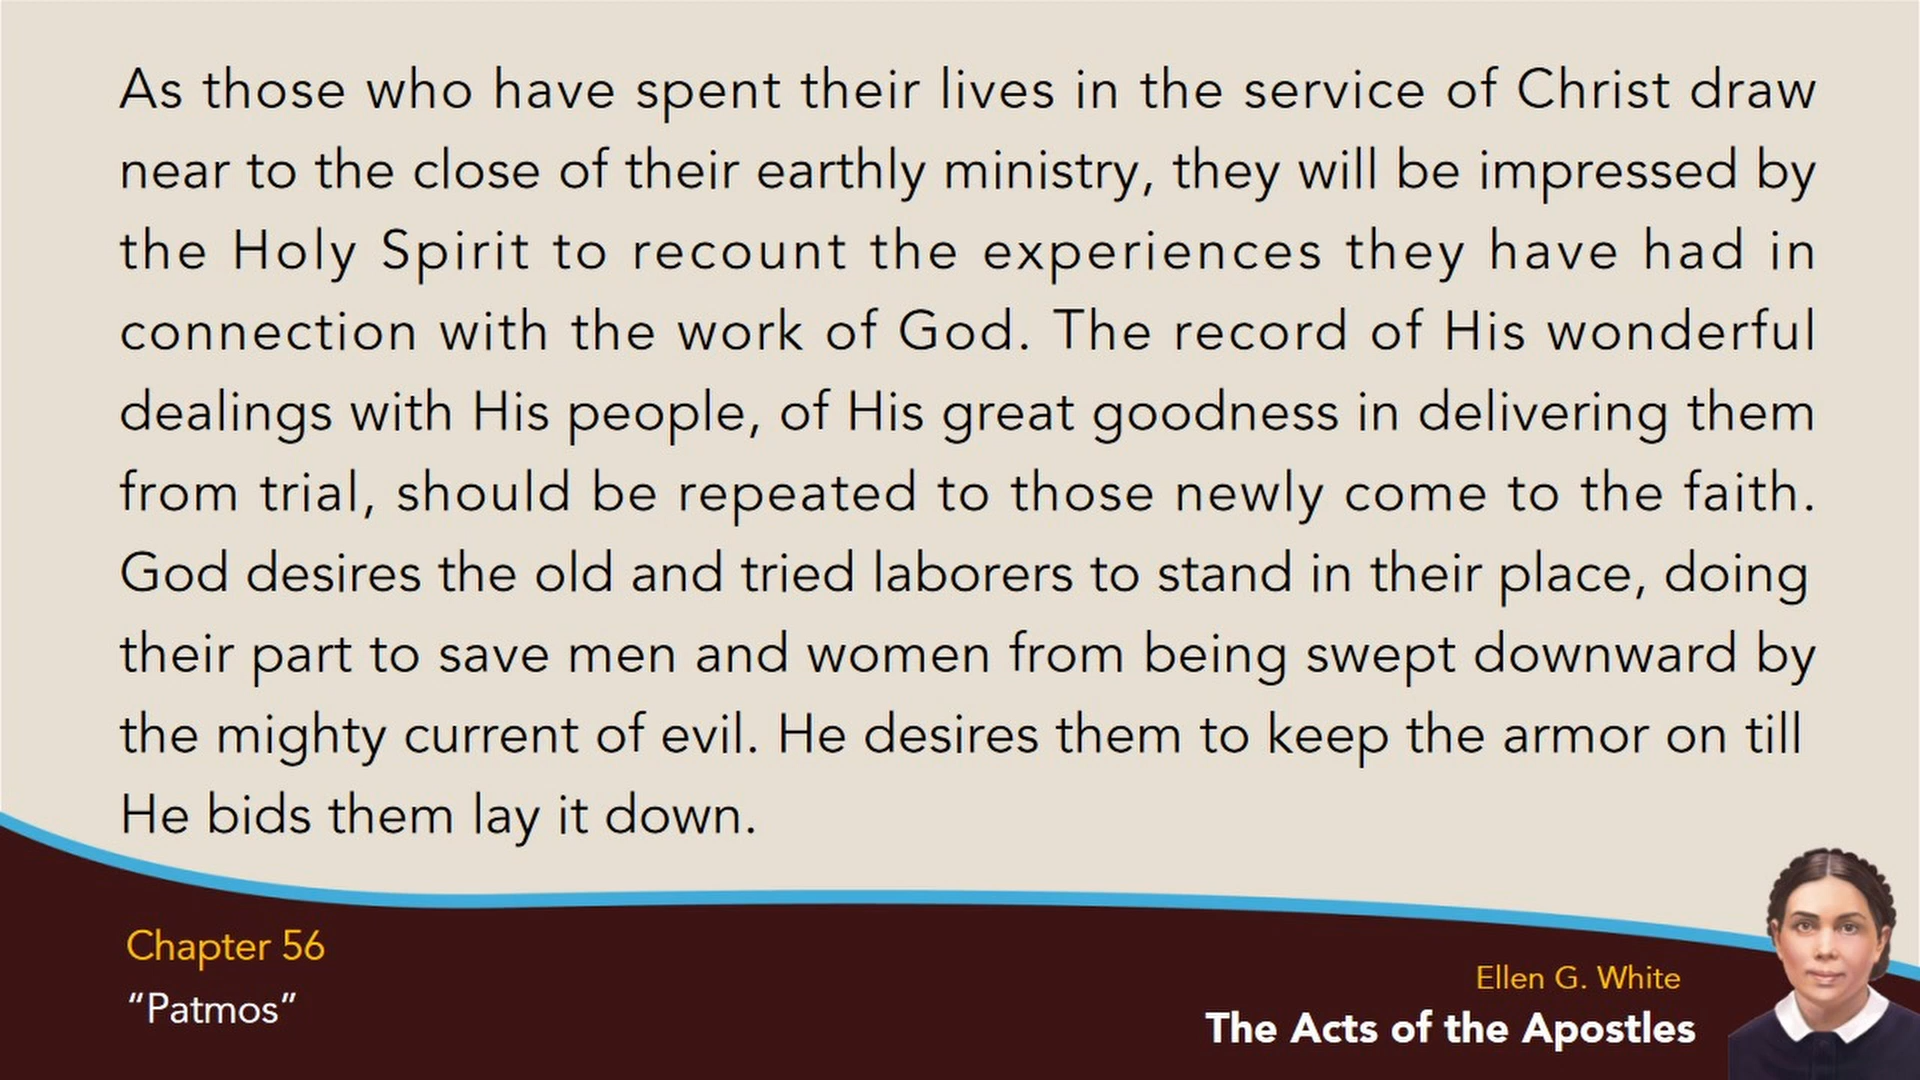 As those who have spent their lives in the service of Christ draw
near to the close of their earthly ministry, they will be impressed by
the Holy Spirit to recount the experiences they have had in
connection with the work of God. The record of His wonderful
dealings with His people, of His great goodness in delivering them
from trial, should be repeated to those newly come to the faith.
God desires the old and tried laborers to stand in their place, doing
their part to save men and women from being swept downward by
the mighty current of evil. He desires them to keep the armor on till
He bids them lay it down.
Chapter 56
“Patmos”
Ellen G. White
The Acts of the Apostles